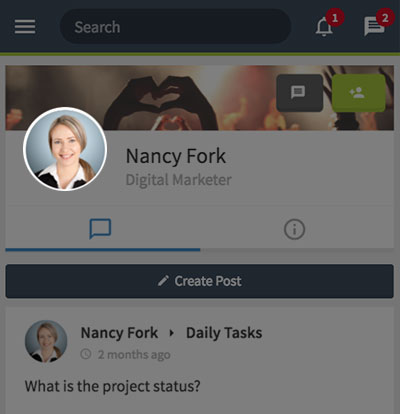 Search
1
2
Nancy Fork
Digital Marketer
Create Post
Nancy Fork Daily Tasks
2 months ago
What is the project status?